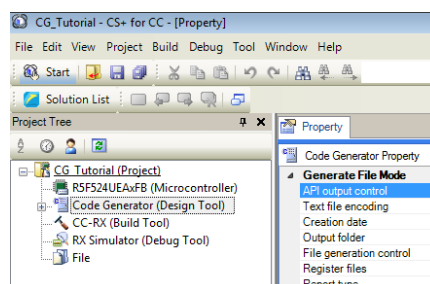 CG_Tutorial - CS+ for CC - [Property]
File Edit View Project Build Debug Tool Window Help
Start
Solution List
Project Tree
Property
CG_Tutorial (Project)
R5F524UEAxFB (Microcontroller)
Code Generator (Design Tool)
CC-RX (Build Tool)
RX Simulator (Debug Tool)
File
Code Generator Property
Generate File Mode
API output control
Text file encoding
Creation date
Output folder
File generation control
Register files
Report type